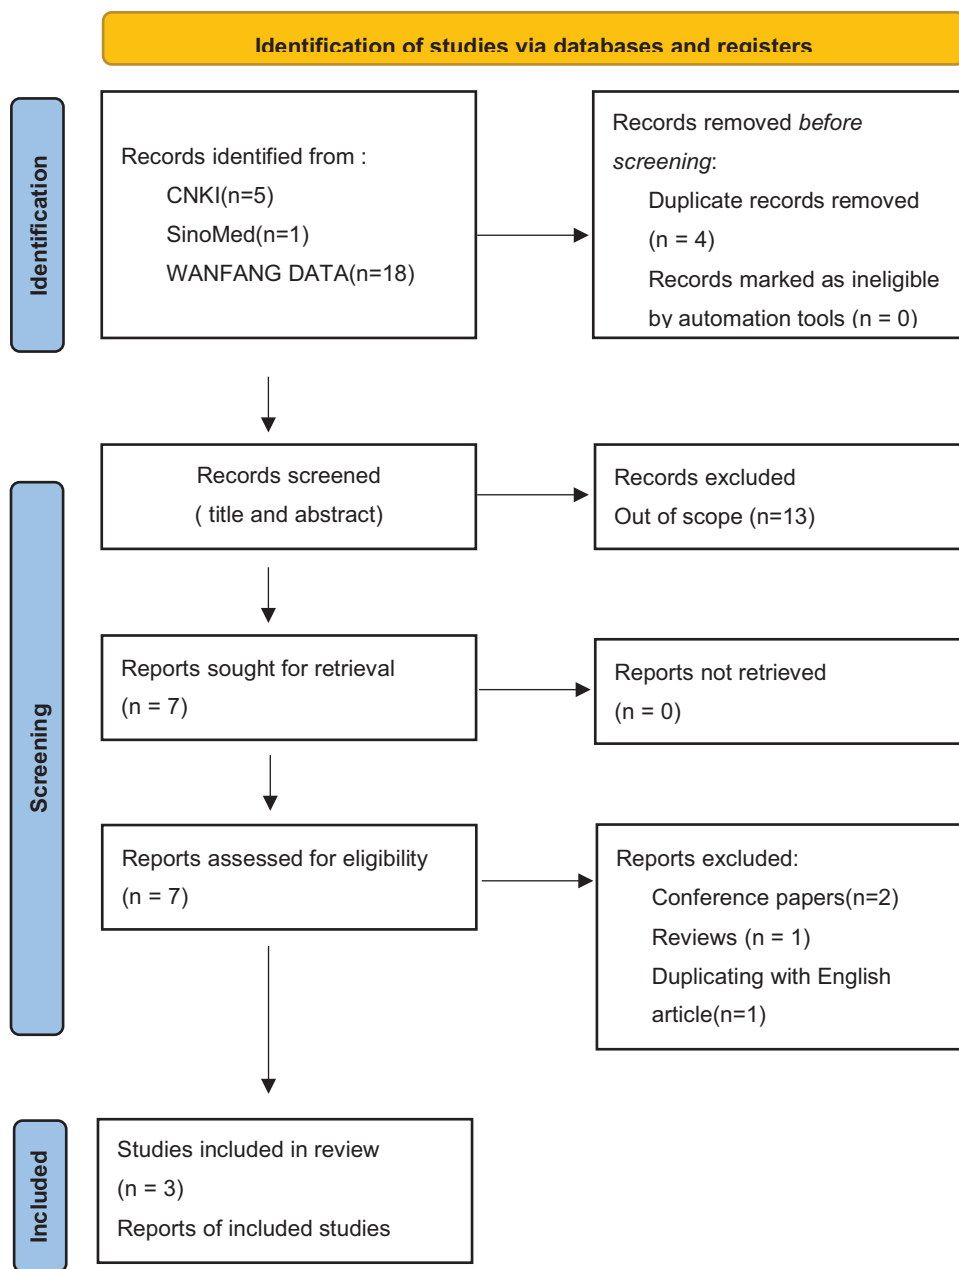 Identification of studies via databases and registers
Identification
Records identified from :
CNKI(n=5)
SinoMed(n=1)
WANFANG DATA(n=18)
Records removed before
screening:
Duplicate records removed
(n = 4)
Records marked as ineligible
by automation tools (n = 0)
Screening
Records screened
( title and abstract)
Records excluded
Out of scope (n=13)
Reports sought for retrieval
(n = 7)
Reports not retrieved
(n = 0)
Reports assessed for eligibility
(n = 7)
Reports excluded:
Conference papers(n=2)
Reviews (n = 1)
Duplicating with English
article(n=1)
Included
Studies included in review
(n = 3)
Reports of included studies